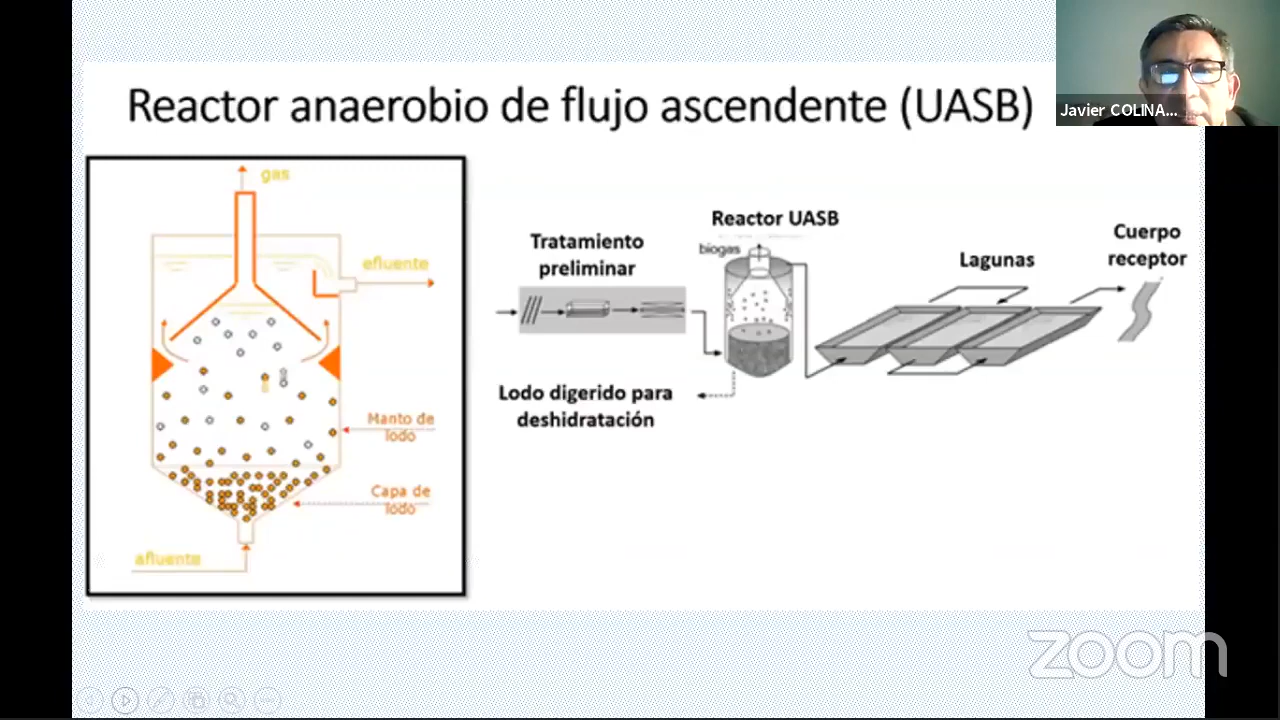 Reactor anaerobio de flujo ascendente (UASB)
Javier COLINA...
gas
efluente
Manto de
lodo
Capa de
lodo
afluente
Reactor UASB
biogas
Tratamiento
preliminar
Lodo digerido para
deshidratación
Lagunas
Cuerpo
receptor
zoom